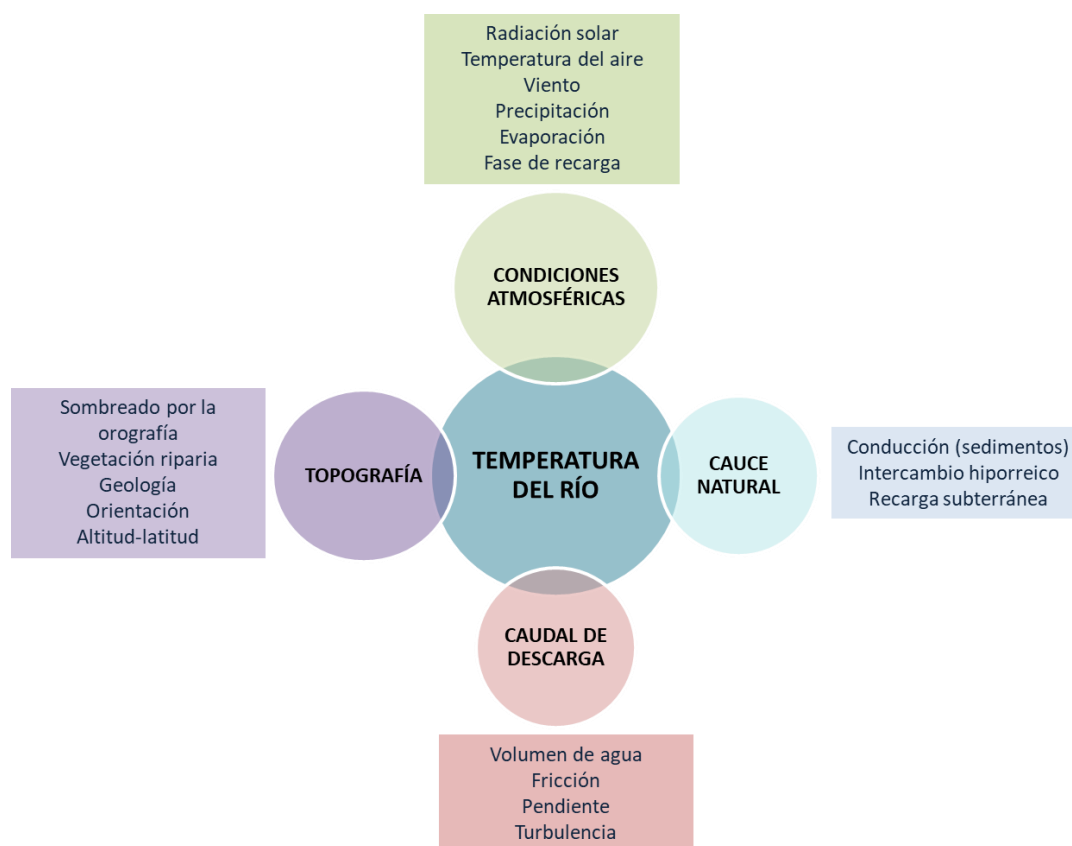 Radiación solar
Temperatura del aire
Viento
Precipitación
Evaporación
Fase de recarga
CONDICIONES
ATMOSFÉRICAS
Sombreado por la
orografía
Vegetación riparia
Geología
Orientación
Altitud-latitud
TOPOGRAFÍA
TEMPERATURA
DEL RÍO
CAUCE
NATURAL
Conducción (sedimentos)
Intercambio hiporreico
Recarga subterránea
CAUDAL DE
DESCARGA
Volumen de agua
Fricción
Pendiente
Turbulencia